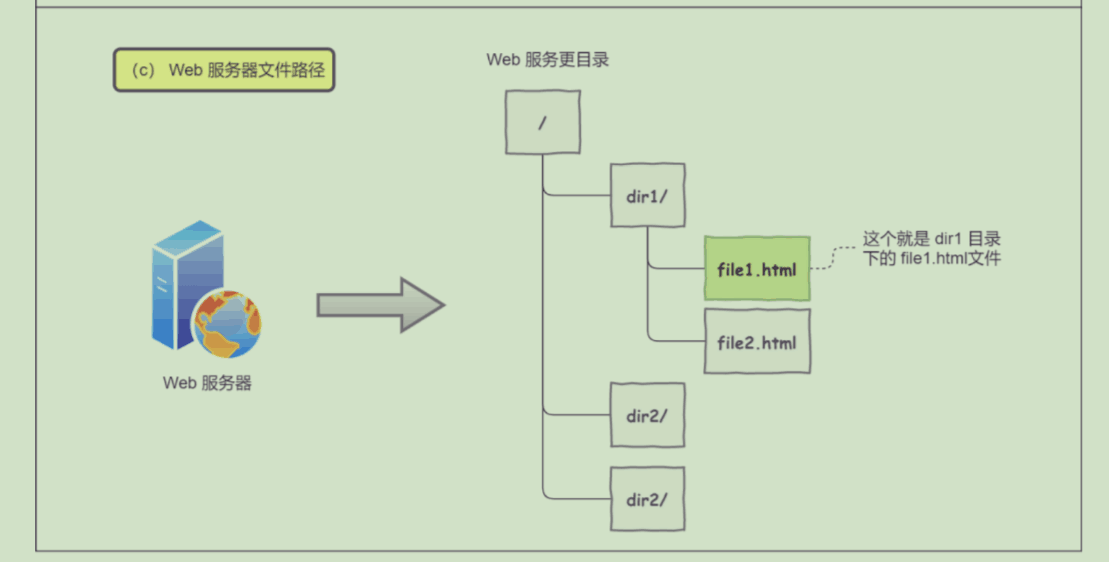 (c) Web 服务器文件路径
Web 服务更目录
/
dir1/
file1.html
这个就是 dir1 目录
下的 file1.html文件
file2.html
Web 服务器
dir2/
dir2/